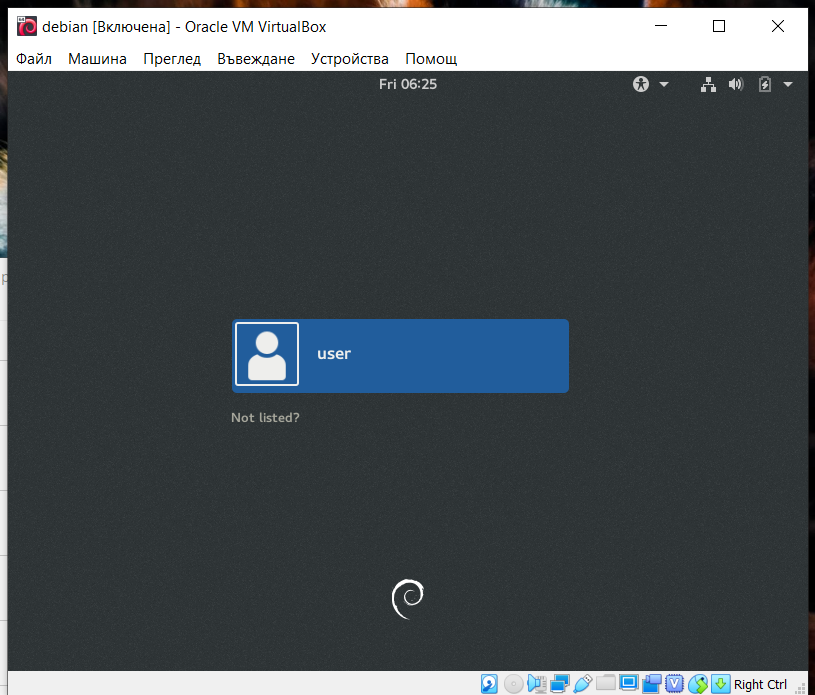 debian [Включена] - Oracle VM VirtualBox
Файл Машина Преглед Въвеждане Устройства Помощ
Fri 06:25
user
Not listed?
Right Ctrl